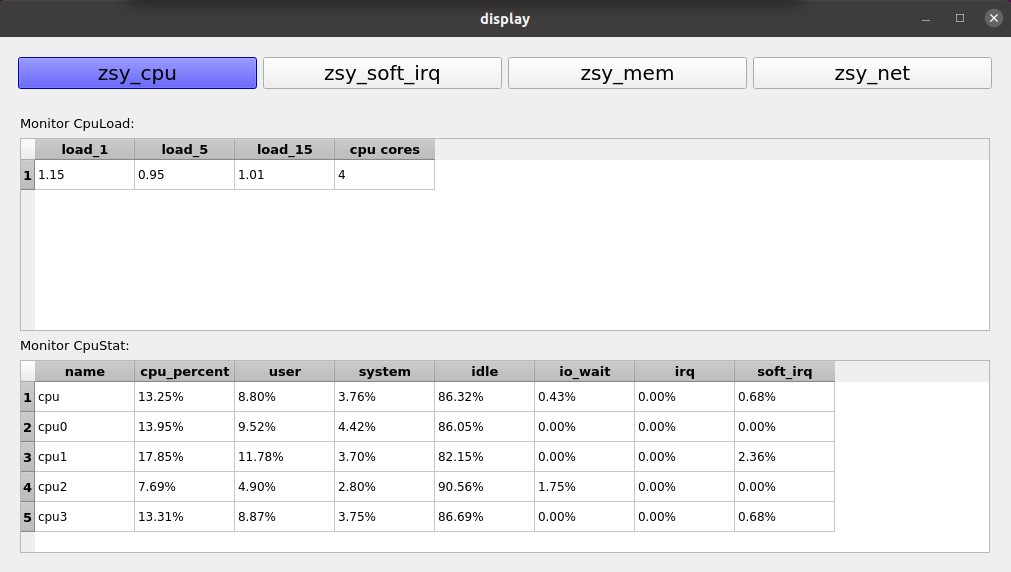 display
zsy_cpu zsy_soft_irq zsy_mem zsy_net
Monitor CpuLoad:
load_1 load_5 load_15 cpu cores
1 1.15 0.95 1.01 4
Monitor CpuStat:
name cpu_percent user system idle io_wait irq soft_irq
1 cpu 13.25% 8.80% 3.76% 86.32% 0.43% 0.00% 0.68%
2 cpu0 13.95% 9.52% 4.42% 86.05% 0.00% 0.00% 0.00%
3 cpu1 17.85% 11.78% 3.70% 82.15% 0.00% 0.00% 2.36%
4 cpu2 7.69% 4.90% 2.80% 90.56% 1.75% 0.00% 0.00%
5 cpu3 13.31% 8.87% 3.75% 86.69% 0.00% 0.00% 0.68%